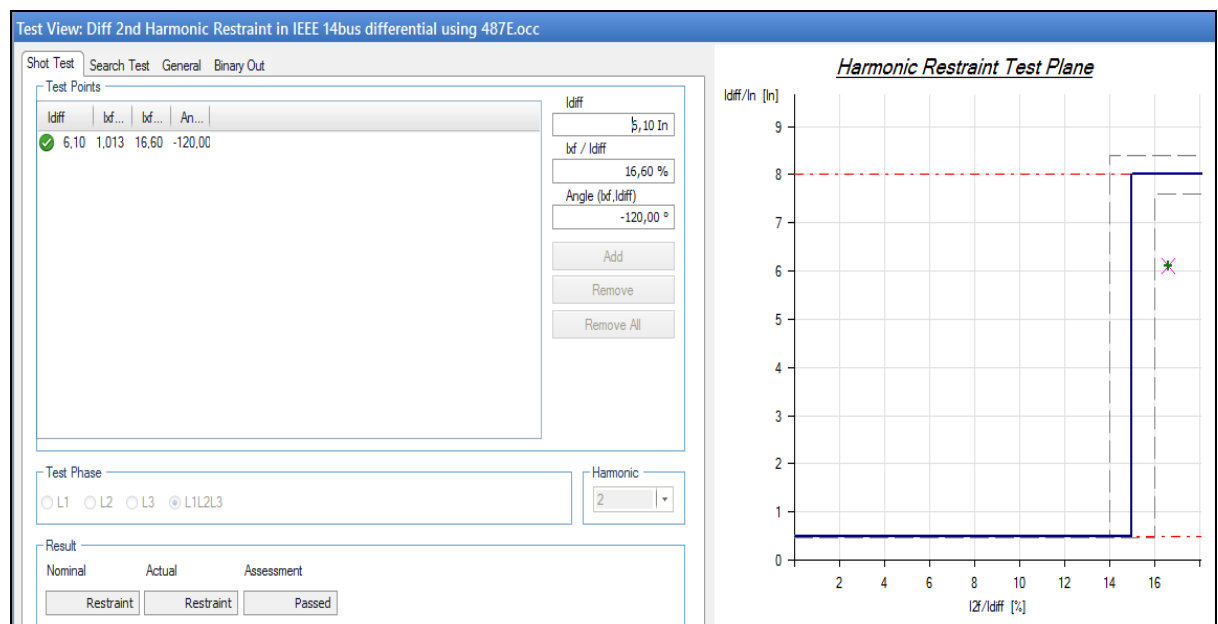 Test View: Diff 2nd Harmonic Restraint in IEEE 14bus differential using 487E.occ
Shot Test Search Test General Binary Out
Test Points
Idiff Ixf... Ixf... An...
6,10 1,013 16,60 -120,00
Idiff
5,10 In
Ixf / Idiff
16,60 %
Angle (Ixf,Idiff)
-120,00 °
Add
Remove
Remove All
Test Phase
L1 L2 L3 L1L2L3
Harmonic
2
Result
Nominal Actual Assessment
Restraint Restraint Passed
Harmonic Restraint Test Plane
Idiff/In [In]
9
8
7
6
5
4
3
2
1
0
2 4 6 8 10 12 14 16
I2f/Idiff [%]